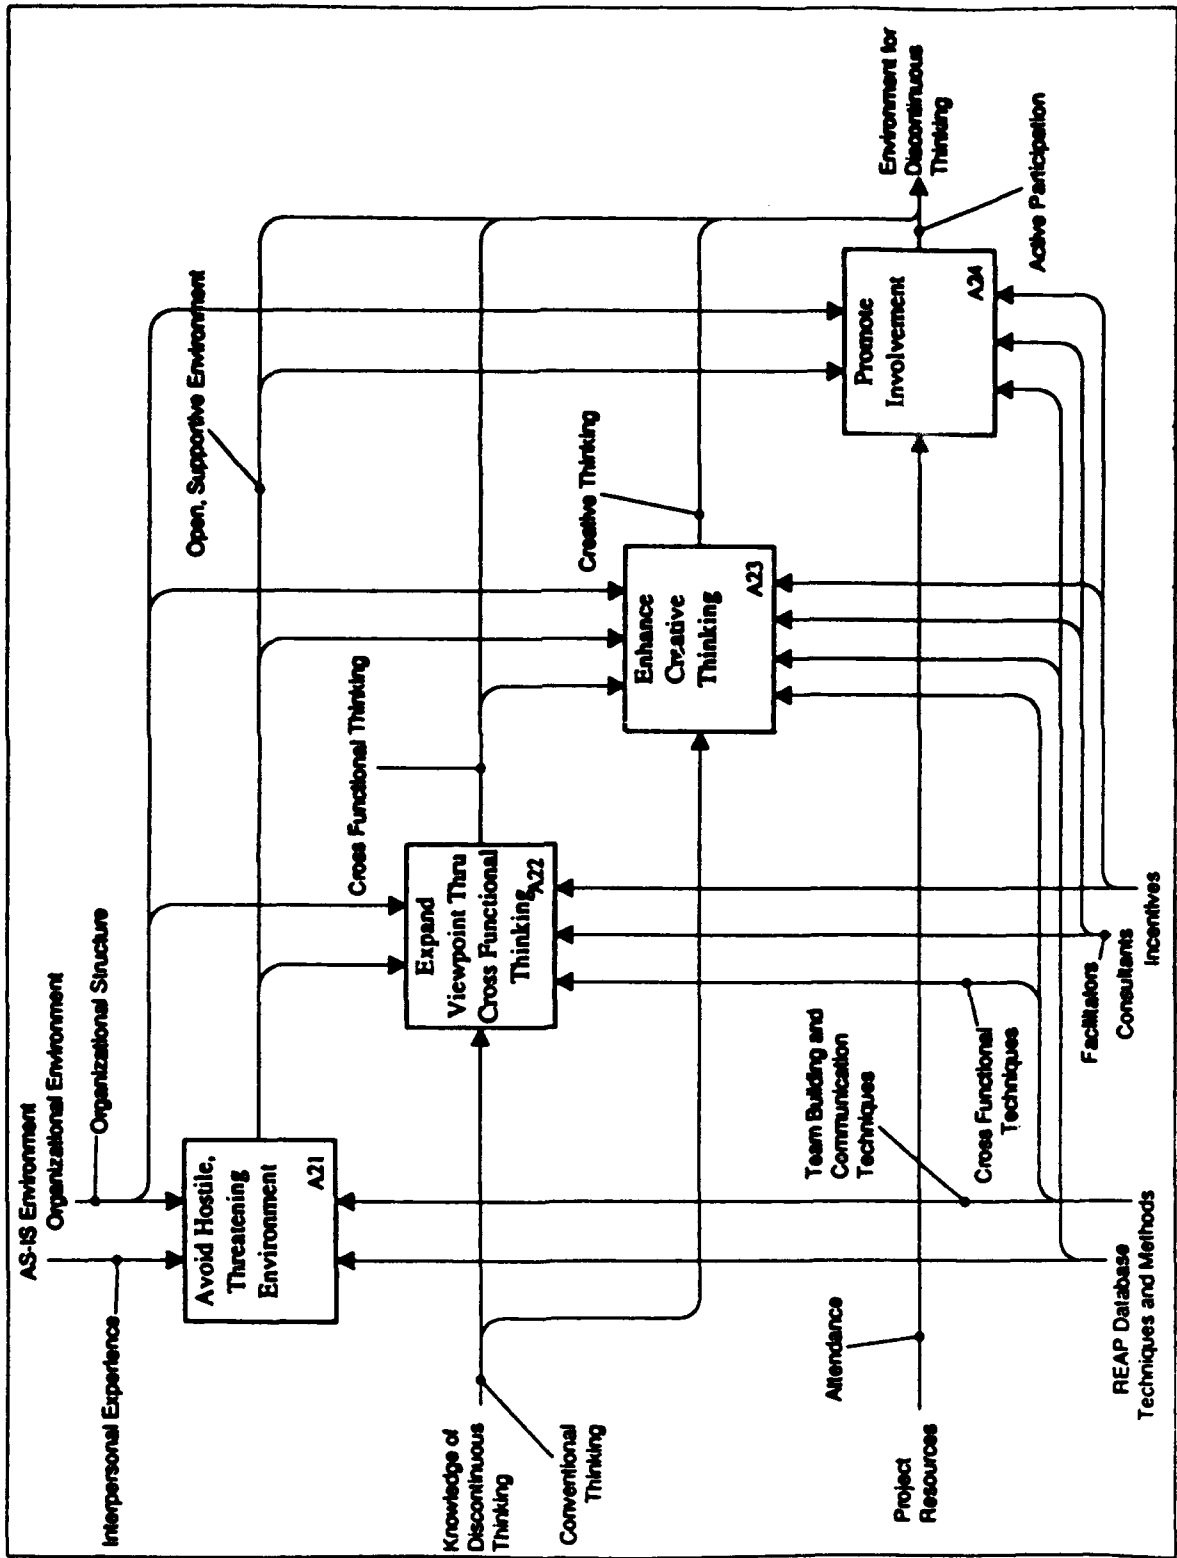 AS-IS Environment
Organizational Environment
Organizational Structure
Interpersonal Experience
Avoid Hostile,
Threatening
Environment
A21
Open, Supportive Environment
Knowledge of
Discontinuous
Thinking
Conventional
Thinking
Expand
Viewpoint Thru
Cross Functional
Thinking
A22
Cross Functional Thinking
Enhance
Creative
Thinking
A23
Creative Thinking
Project
Resources
Attendance
Promote
Involvement
A24
Environment for
Discontinuous
Thinking
Active Participation
Team Building and
Communication
Techniques
Cross Functional
Techniques
REAP Database
Techniques and Methods
Facilitators
Consultants
Incentives